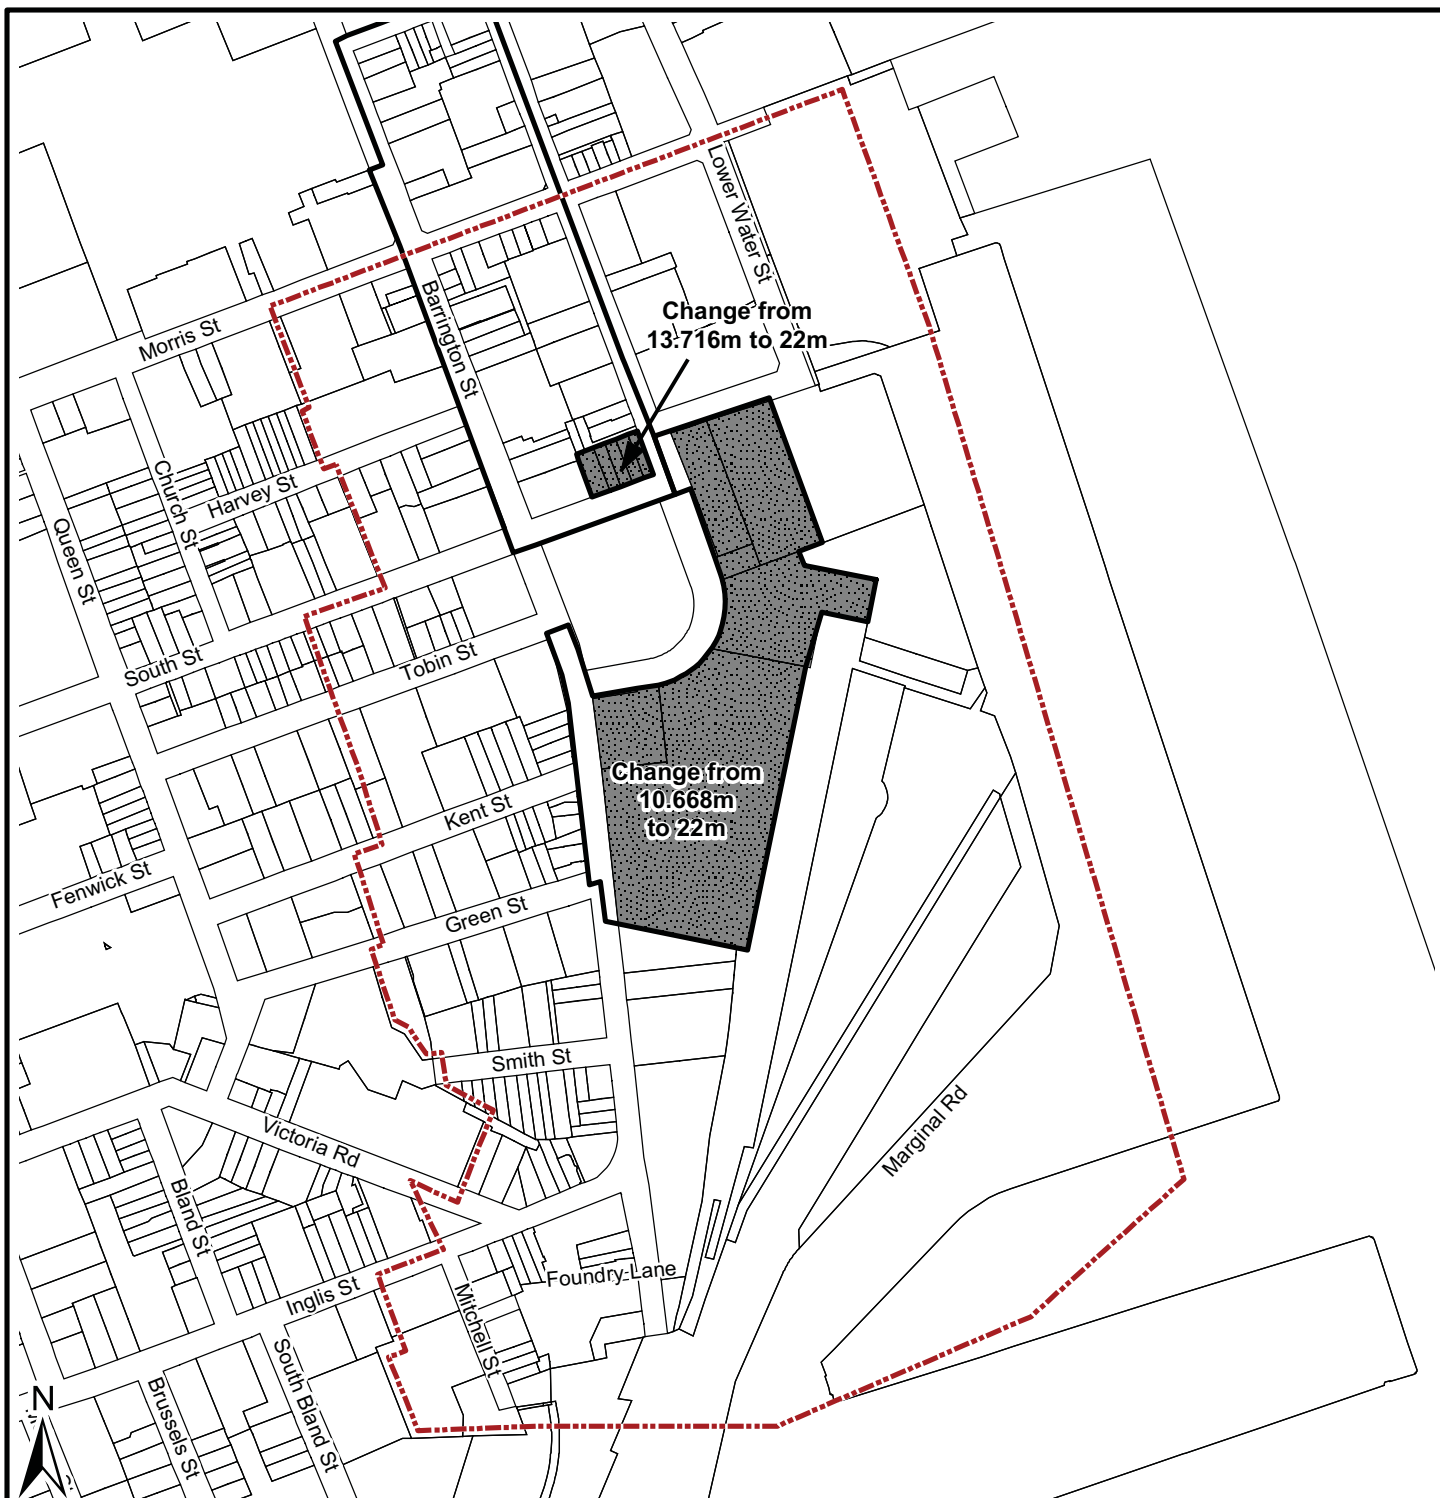 Lower Water St
Change from
13.716m to 22m
Barrington St
Morris St
Church St
Harvey St
Queen St
South St
Tobin St
Change from
10.668m
to 22m
Kent St
Fenwick St
Green St
Smith St
Marginal Rd
Victoria Rd
Bland St
Foundry Lane
Inglis St
Mitchell St
South Bland St
Brussels St
N